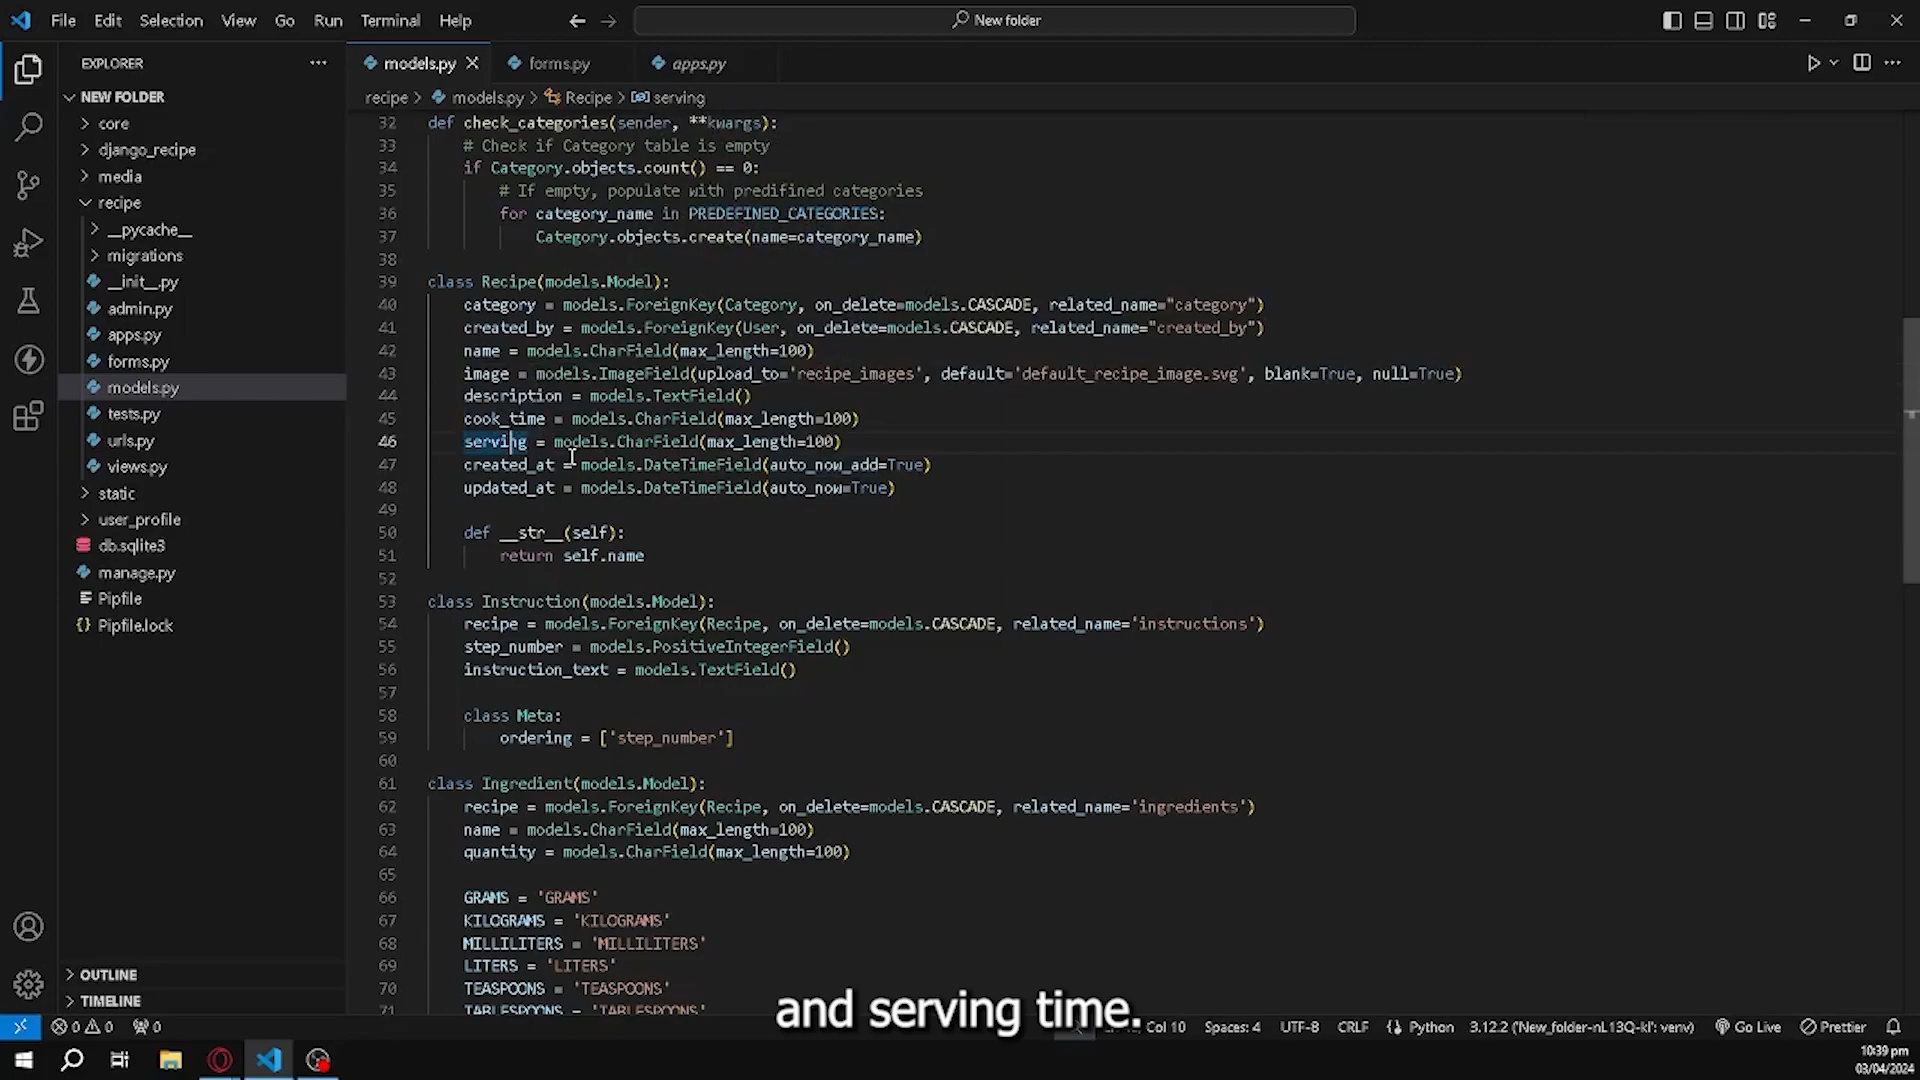 File Edit Selection View Go Run Terminal Help
New folder
EXPLORER
NEW FOLDER
core
django_recipe
media
recipe
__pycache__
migrations
__init__.py
admin.py
apps.py
forms.py
models.py
tests.py
urls.py
views.py
static
user_profile
db.sqlite3
manage.py
Pipfile
Pipfile.lock
OUTLINE
TIMELINE
models.py forms.py apps.py
recipe > models.py > Recipe > serving
32 def check_categories(sender, **kwargs):
33 # Check if Category table is empty
34 if Category.objects.count() == 0:
35 # If empty, populate with predifined categories
36 for category_name in PREDEFINED_CATEGORIES:
37 Category.objects.create(name=category_name)
38
39 class Recipe(models.Model):
40 category = models.ForeignKey(Category, on_delete=models.CASCADE, related_name="category")
41 created_by = models.ForeignKey(User, on_delete=models.CASCADE, related_name="created_by")
42 name = models.CharField(max_length=100)
43 image = models.ImageField(upload_to='recipe_images', default='default_recipe_image.svg', blank=True, null=True)
44 description = models.TextField()
45 cook_time = models.CharField(max_length=100)
46 serving = models.CharField(max_length=100)
47 created_at = models.DateTimeField(auto_now_add=True)
48 updated_at = models.DateTimeField(auto_now=True)
49
50 def __str__(self):
51 return self.name
52
53 class Instruction(models.Model):
54 recipe = models.ForeignKey(Recipe, on_delete=models.CASCADE, related_name='instructions')
55 step_number = models.PositiveIntegerField()
56 instruction_text = models.TextField()
57
58 class Meta:
59 ordering = ['step_number']
60
61 class Ingredient(models.Model):
62 recipe = models.ForeignKey(Recipe, on_delete=models.CASCADE, related_name='ingredients')
63 name = models.CharField(max_length=100)
64 quantity = models.CharField(max_length=100)
65
66 GRAMS = 'GRAMS'
67 KILOGRAMS = 'KILOGRAMS'
68 MILLILITERS = 'MILLILITERS'
69 LITERS = 'LITERS'
70 TEASPOONS = 'TEASPOONS'
71 TABLESPOONS = 'TABLESPOONS'
and serving time.
0 0 0 Col 10 Spaces: 4 UTF-8 CRLF Python 3.12.2 ('New_folder-nL13Q-kl': venv) Go Live Prettier
10:39 pm
03/04/2024